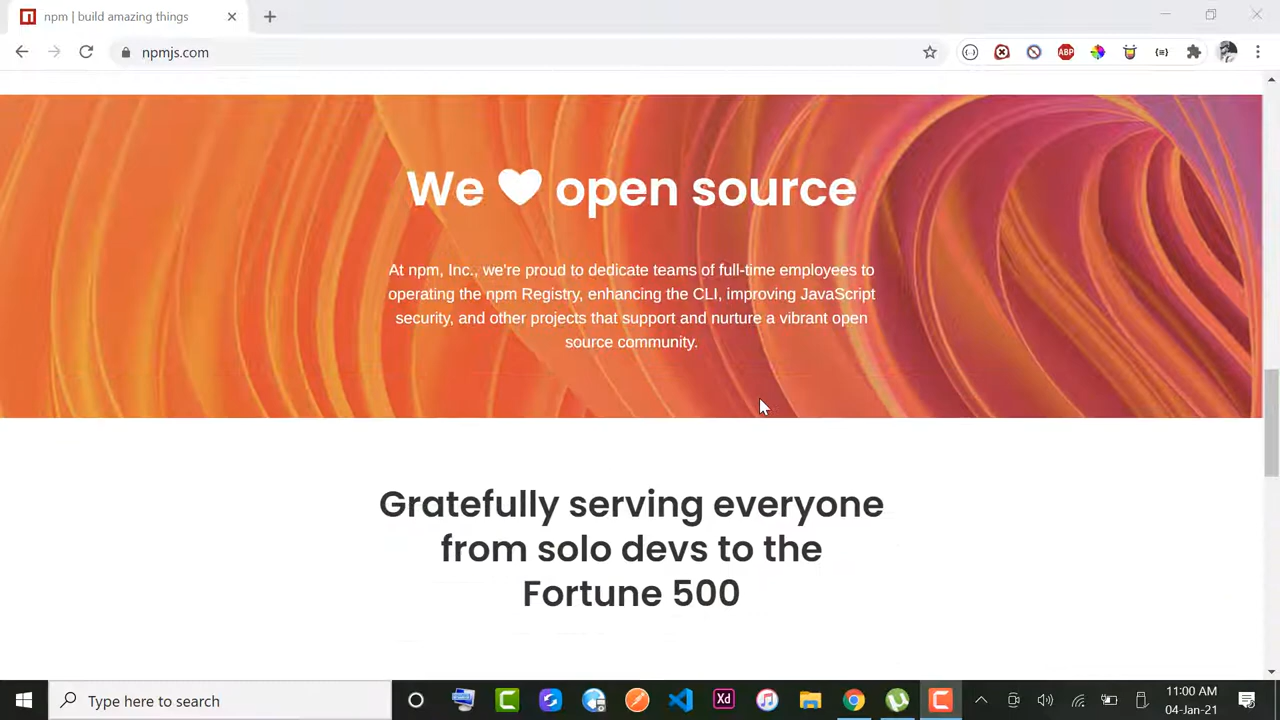 npm | build amazing things
npmjs.com
ABP
We ♥ open source
At npm, Inc., we're proud to dedicate teams of full-time employees to
operating the npm Registry, enhancing the CLI, improving JavaScript
security, and other projects that support and nurture a vibrant open
source community.
Gratefully serving everyone
from solo devs to the
Fortune 500
Type here to search
Xd
11:00 AM
04-Jan-21